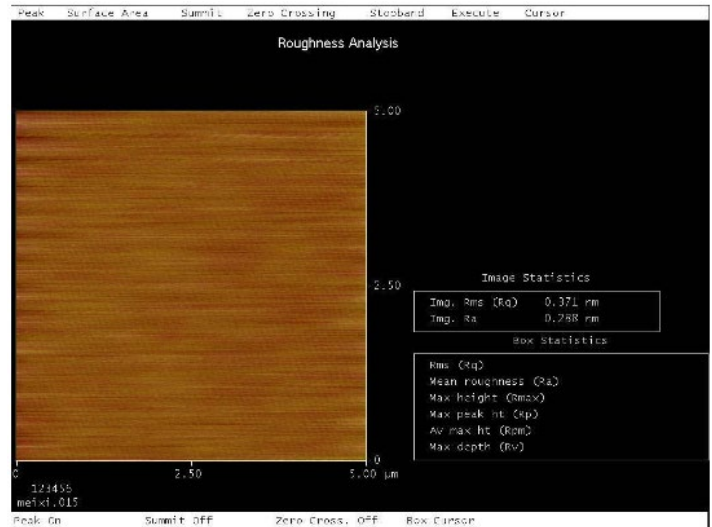 Peak Surface Area Summit Zero Crossing Stopband Execute Cursor
Roughness Analysis
5.00
2.50
Image Statistics
Img. Rms (Rq) 0.371 nm
Img. Ra 0.288 nm
Box Statistics
Rms (Rq)
Mean roughness (Ra)
Max height (Rmax)
Max peak ht (Rp)
Av max ht (Rpm)
Max depth (Rv)
0
0 2.50 5.00 µm
123455
meixi.015
Peak On Summit Off Zero Cross. Off Box Cursor